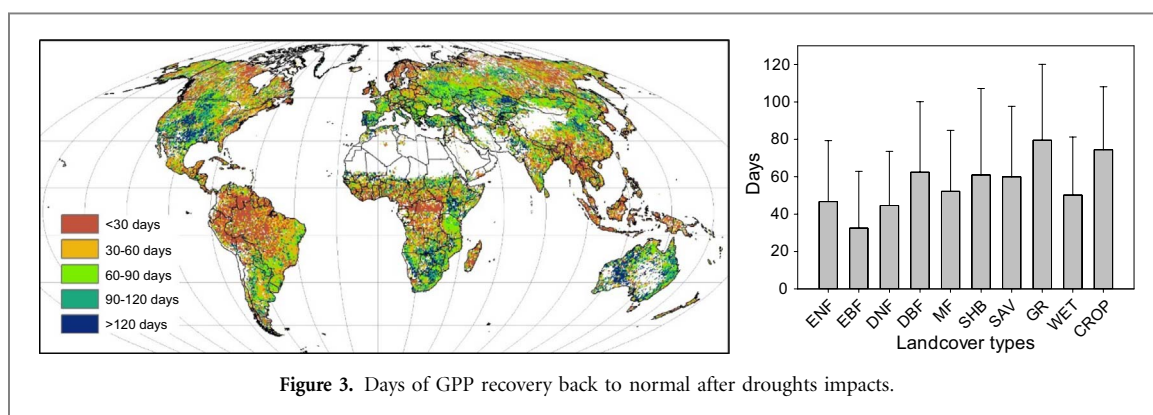 <30 days
30-60 days
60-90 days
90-120 days
>120 days
120
100
80
60
40
20
0
Days
ENF
EBF
DNF
DBF
MF
SHB
SAV
GR
WET
CROP
Landcover types
Figure 3. Days of GPP recovery back to normal after droughts impacts.